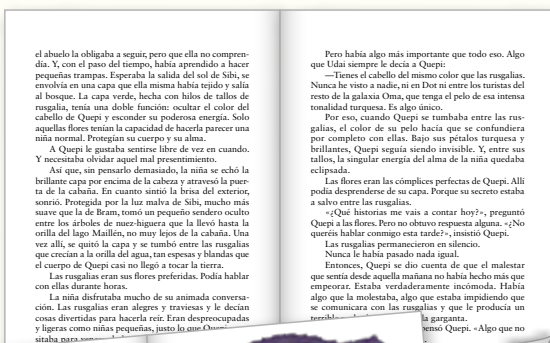 el abuelo la obligaba a seguir, pero que ella no compren-
día. Y, con el paso del tiempo, había aprendido a hacer
pequeñas trampas. Esperaba la salida del sol de Sibi, se
envolvía en una capa que ella misma había tejido y salía
al bosque. La capa verde, hecha con hilos de tallos de
rusgalia, tenía una doble función: ocultar el color del
cabello de Quepi y esconder su poderosa energía. Solo
aquellas flores tenían la capacidad de hacerla parecer una
niña normal. Protegían su cuerpo y su alma.
A Quepi le gustaba sentirse libre de vez en cuando.
Y necesitaba olvidar aquel mal presentimiento.
Así que, sin pensarlo demasiado, la niña se echó la
brillante capa por encima de la cabeza y atravesó la puer-
ta de la cabaña. En cuanto sintió la brisa del exterior,
sonrió. Protegida por la luz malva de Sibi, mucho más
suave que la de Bram, tomó un pequeño sendero oculto
entre los árboles de nuez-higuera que la llevó hasta la
orilla del lago Maillén, no muy lejos de la cabaña. Una
vez allí, se quitó la capa y se tumbó entre las rusgalias
que crecían a la orilla del agua, tan espesas y blandas que
el cuerpo de Quepi casi no llegó a tocar la tierra.
Las rusgalias eran sus flores preferidas. Podía hablar
con ellas durante horas.
La niña disfrutaba mucho de su animada conversa-
ción. Las rusgalias eran alegres y traviesas y le decían
cosas divertidas para hacerla reír. Eran despreocupadas
y ligeras como niñas pequeñas, justo lo que
sitaba para
Pero había algo más importante que todo eso. Algo
que Udai siempre le decía a Quepi:
—Tienes el cabello del mismo color que las rusgalias.
Nunca he visto a nadie, ni en Dot ni entre los turistas del
resto de la galaxia Oma, que tenga el pelo de esa intensa
tonalidad turquesa. Es algo único.
Por eso, cuando Quepi se tumbaba entre las rus-
galias, el color de su pelo hacía que se confundiera
por completo con ellas. Bajo sus pétalos turquesa y
brillantes, Quepi seguía siendo invisible. Y, entre sus
tallos, la singular energía del alma de la niña quedaba
eclipsada.
Las flores eran las cómplices perfectas de Quepi. Allí
podía desprenderse de su capa. Porque su secreto estaba
a salvo entre las rusgalias.
«¿Qué historias me vais a contar hoy?», preguntó
Quepi a las flores. Pero no obtuvo respuesta alguna. «¿No
queréis hablar conmigo esta tarde?», insistió Quepi.
Las rusgalias permanecieron en silencio.
Nunca le había pasado nada igual.
Entonces, Quepi se dio cuenta de que el malestar
que sentía desde aquella mañana no había hecho más que
empeorar. Estaba verdaderamente incómoda. Había
algo que la molestaba, algo que estaba impidiendo que
se comunicara con las rusgalias y que le producía un
la garganta.
pensó Quepi. «Algo que no